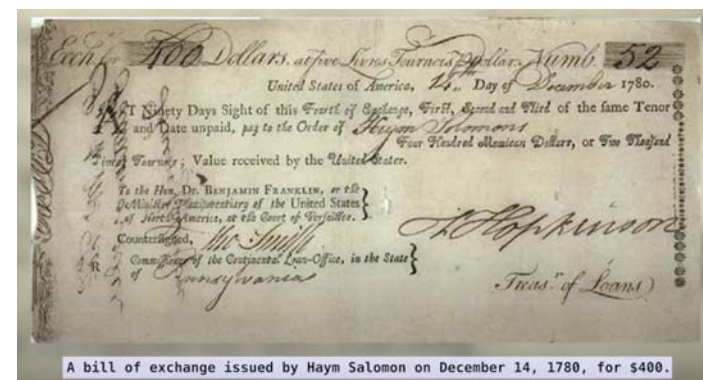 Exch. for 400 Dollars, at five Livres Tournois p Dollar. Numb. 52
United States of America, 14 Day of December 1780.
AT Ninety Days Sight of this Fourth of Exchange, First, Second and Third of the same Tenor
and Date unpaid, pay to the Order of Haym Solomons
Four Hundred Mexican Dollars, or Two Thousand
Livres Tournois; Value received by the United States.
To the Hon. Dr. BENJAMIN FRANKLIN, or the
Minister Plenipotentiary of the United States
of North America, at the Court of Versailles.
F Hopkinson
Countersigned, Tho Smith
Commissioner of the Continental Loan-Office, in the State
of Pennsylvania
Treas.r of Loans
A bill of exchange issued by Haym Salomon on December 14, 1780, for $400.